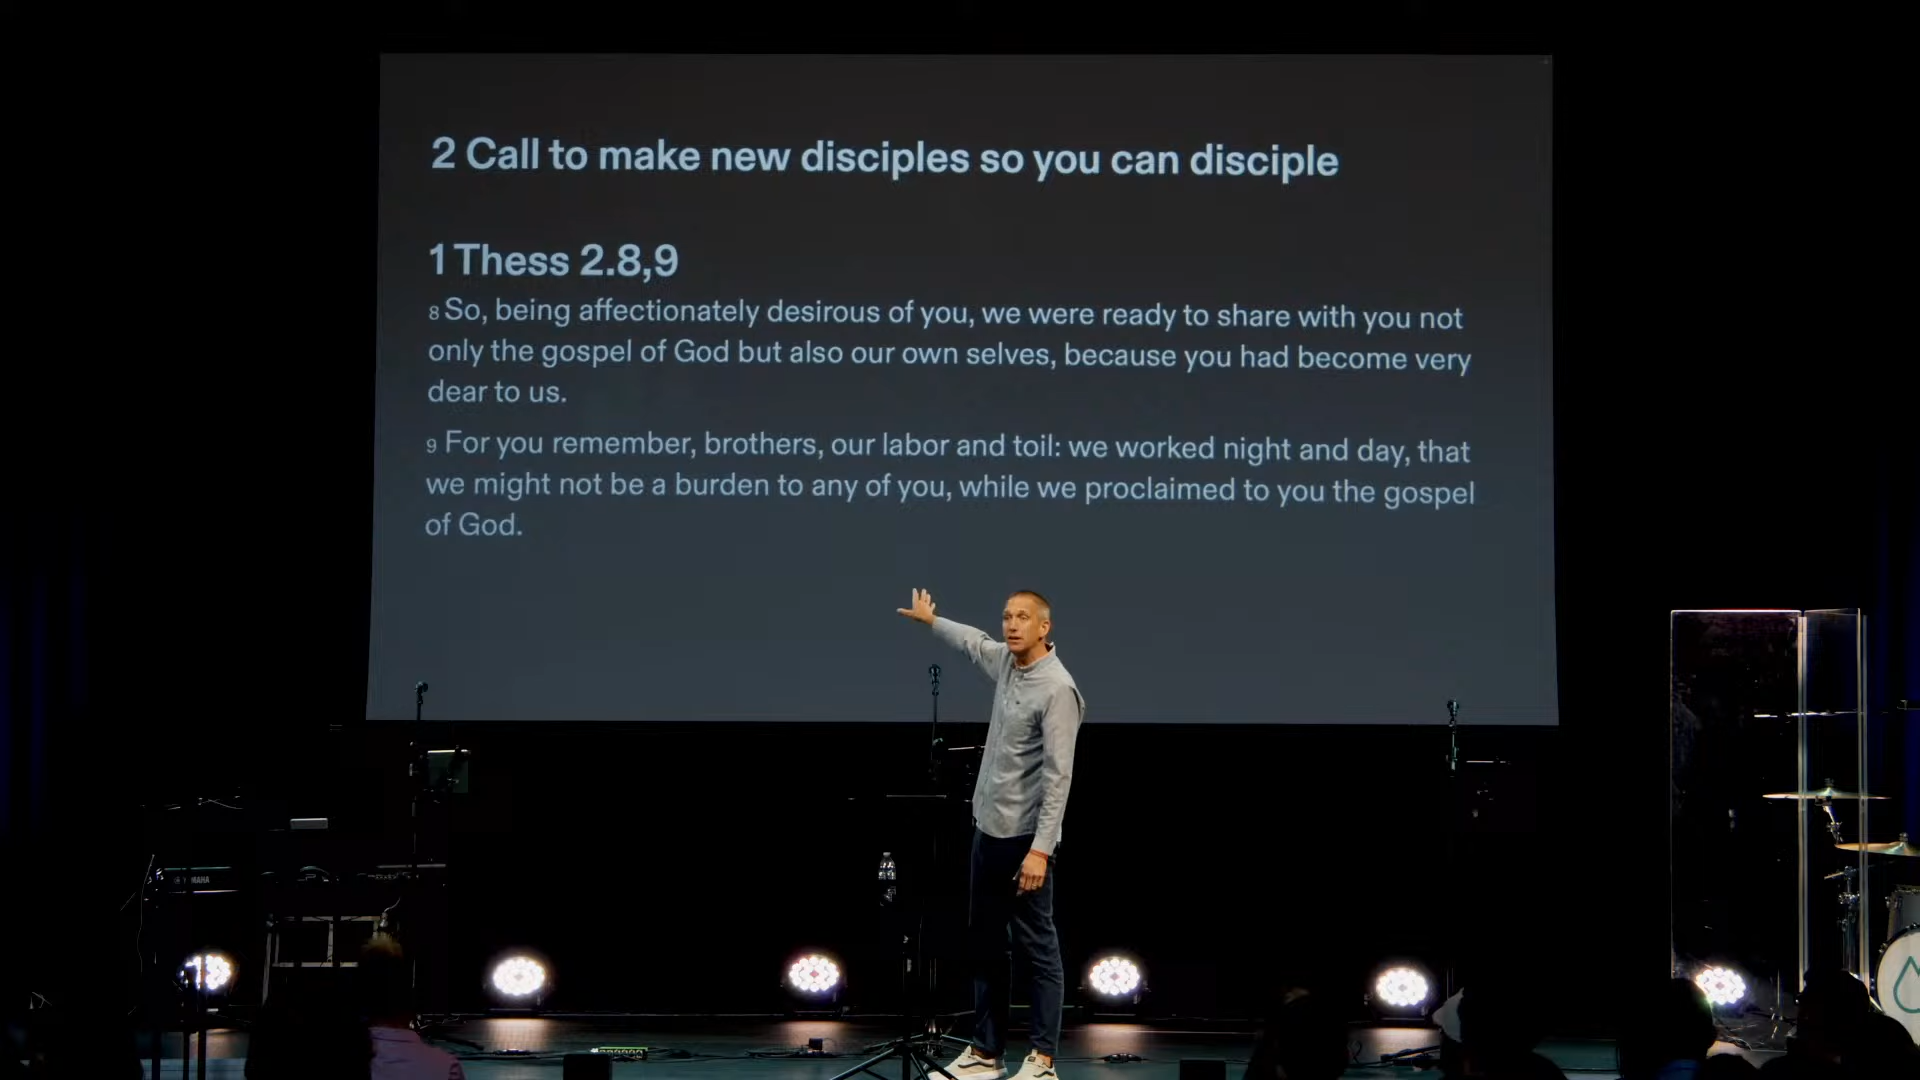 2 Call to make new disciples so you can disciple
1 Thess 2.8,9
8 So, being affectionately desirous of you, we were ready to share with you not
only the gospel of God but also our own selves, because you had become very
dear to us.
9 For you remember, brothers, our labor and toil: we worked night and day, that
we might not be a burden to any of you, while we proclaimed to you the gospel
of God.
YAMAHA